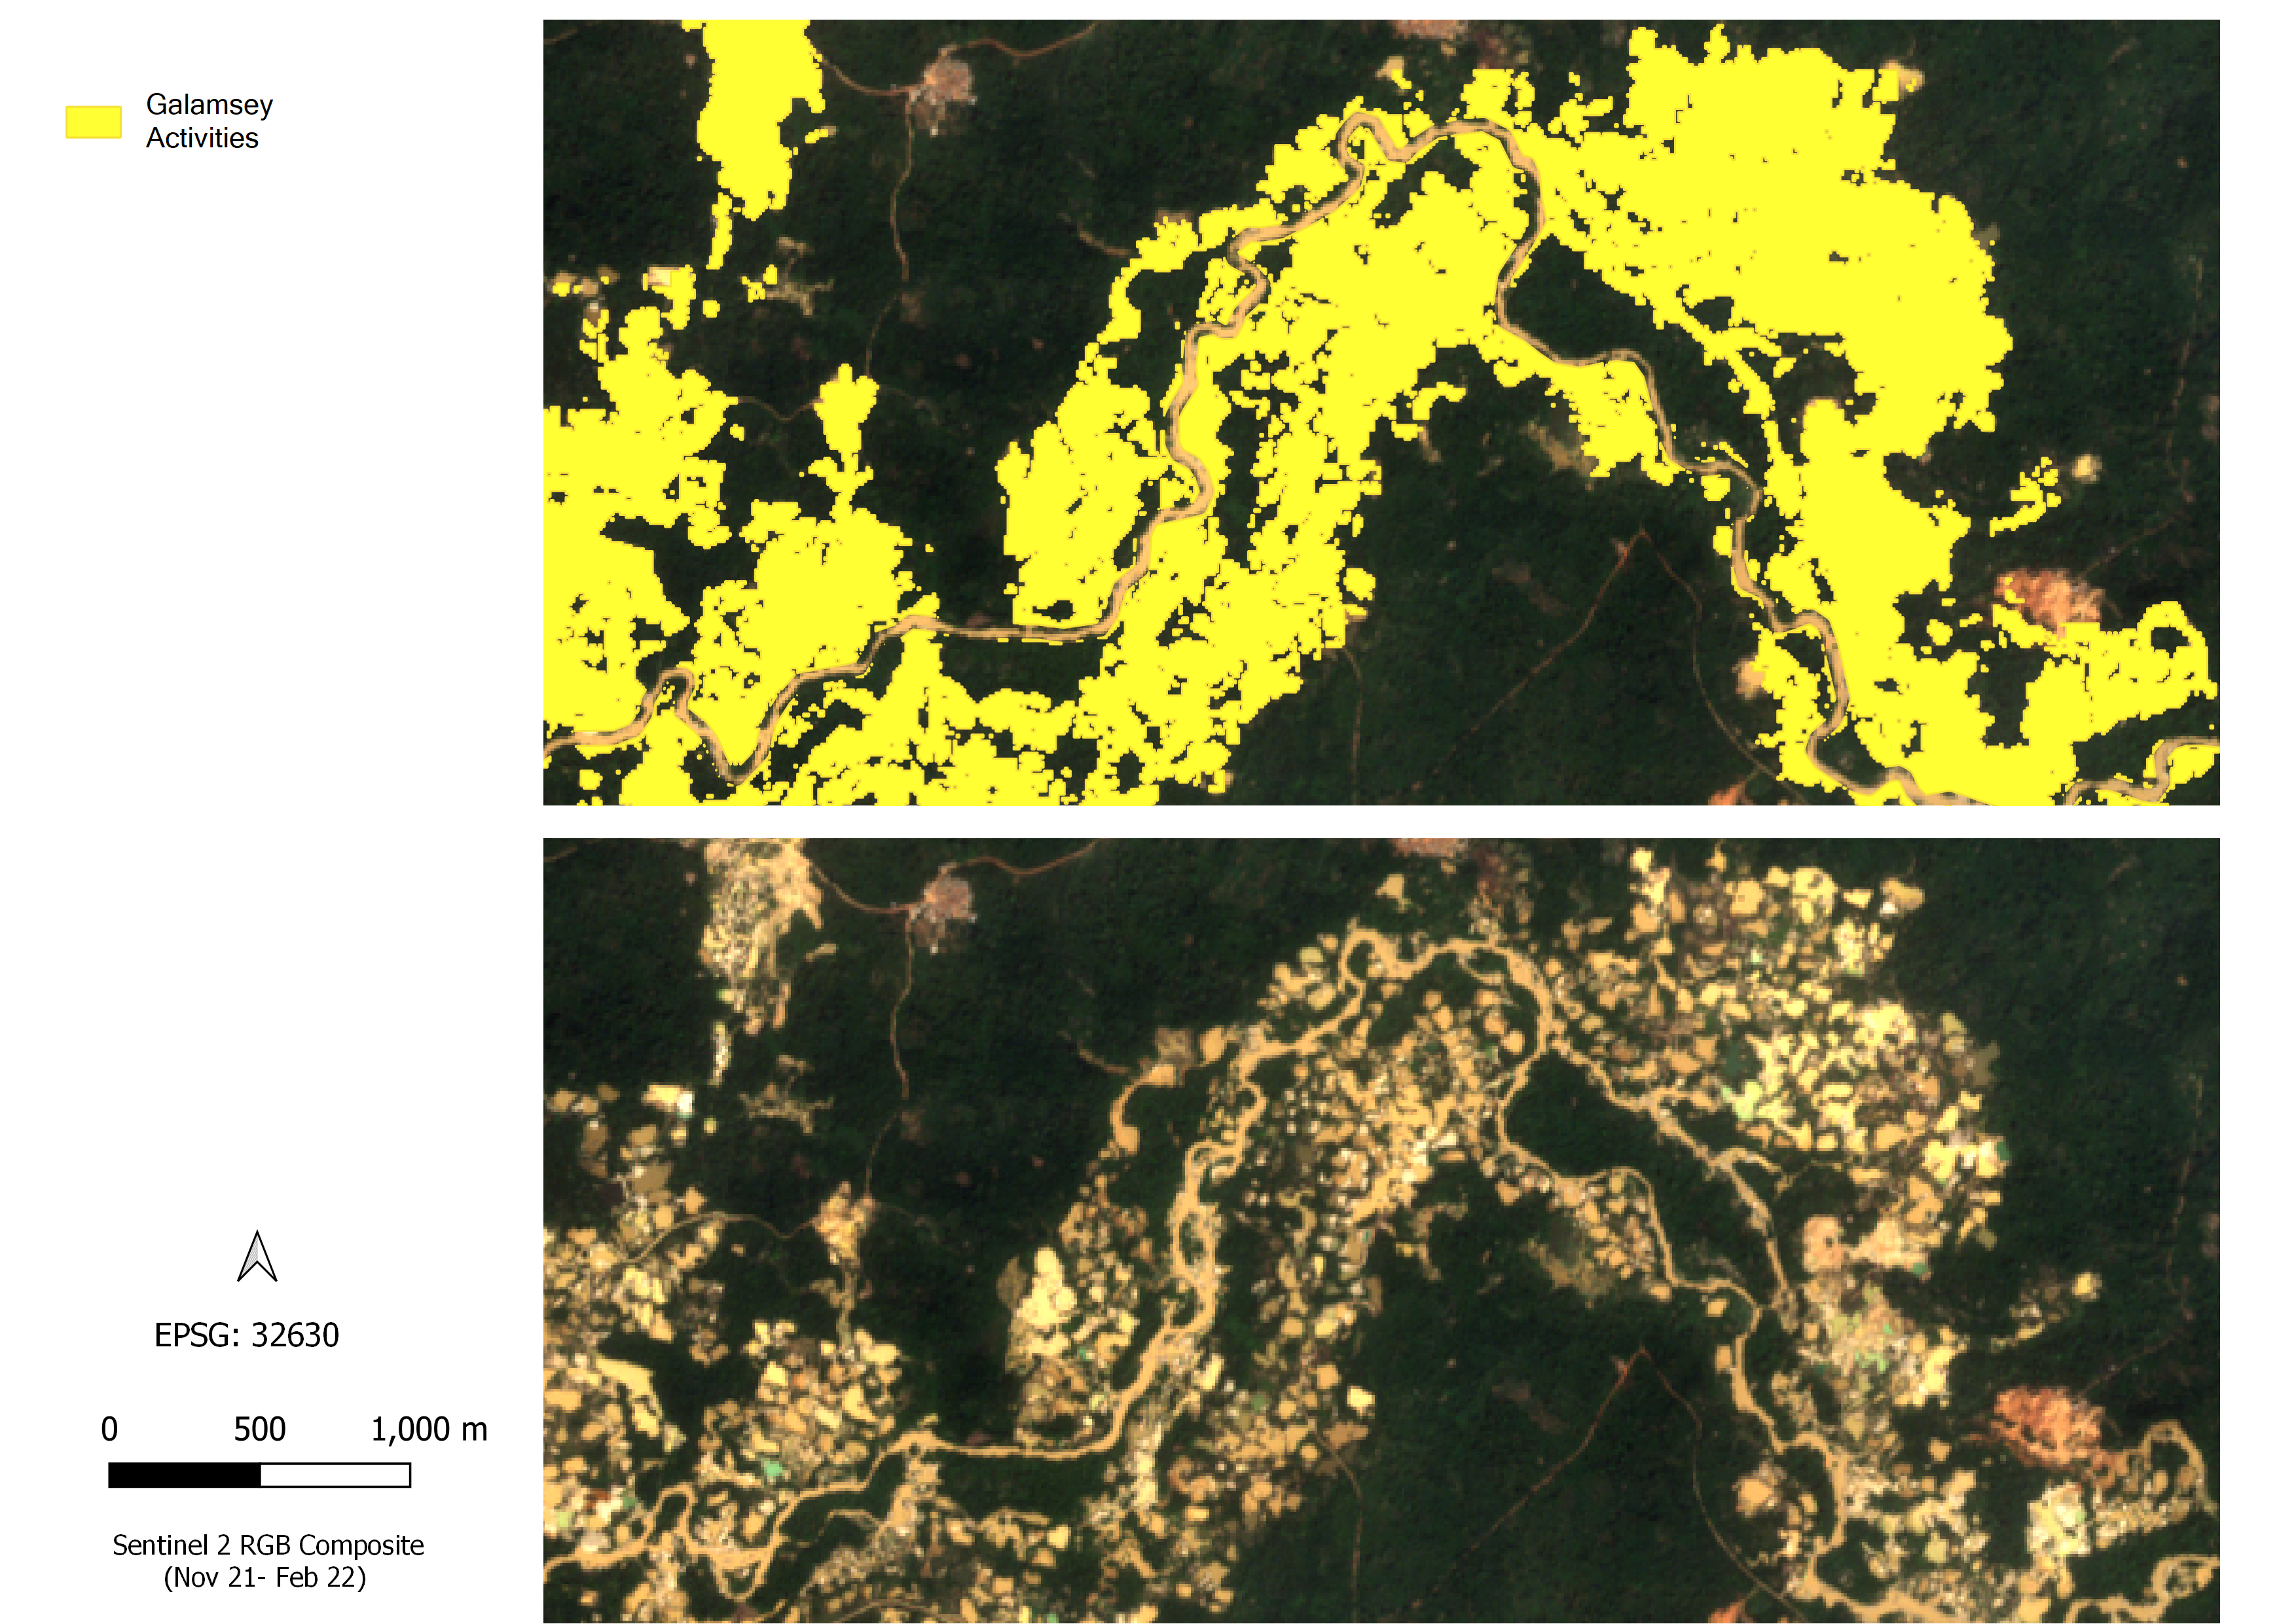 Galamsey
Activities
EPSG: 32630
0 500 1,000 m
Sentinel 2 RGB Composite
(Nov 21- Feb 22)